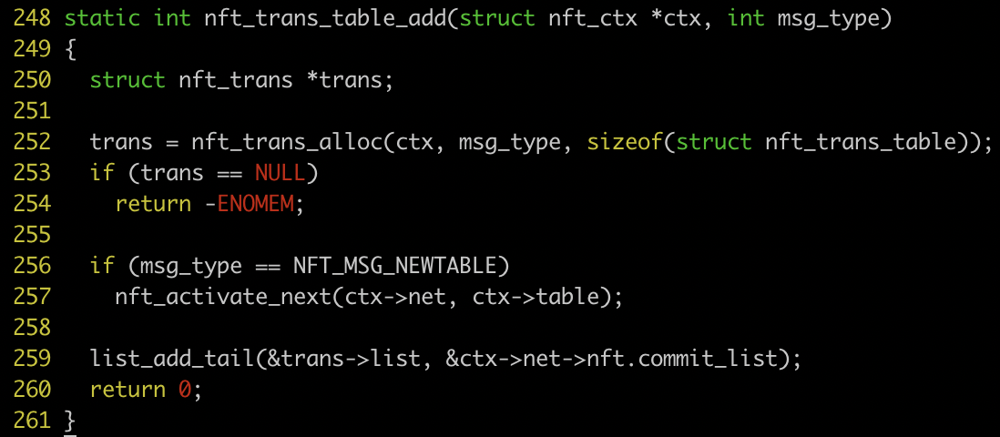 248 static int nft_trans_table_add(struct nft_ctx *ctx, int msg_type)
249 {
250   struct nft_trans *trans;
251
252   trans = nft_trans_alloc(ctx, msg_type, sizeof(struct nft_trans_table));
253   if (trans == NULL)
254     return -ENOMEM;
255
256   if (msg_type == NFT_MSG_NEWTABLE)
257     nft_activate_next(ctx->net, ctx->table);
258
259   list_add_tail(&trans->list, &ctx->net->nft.commit_list);
260   return 0;
261 }